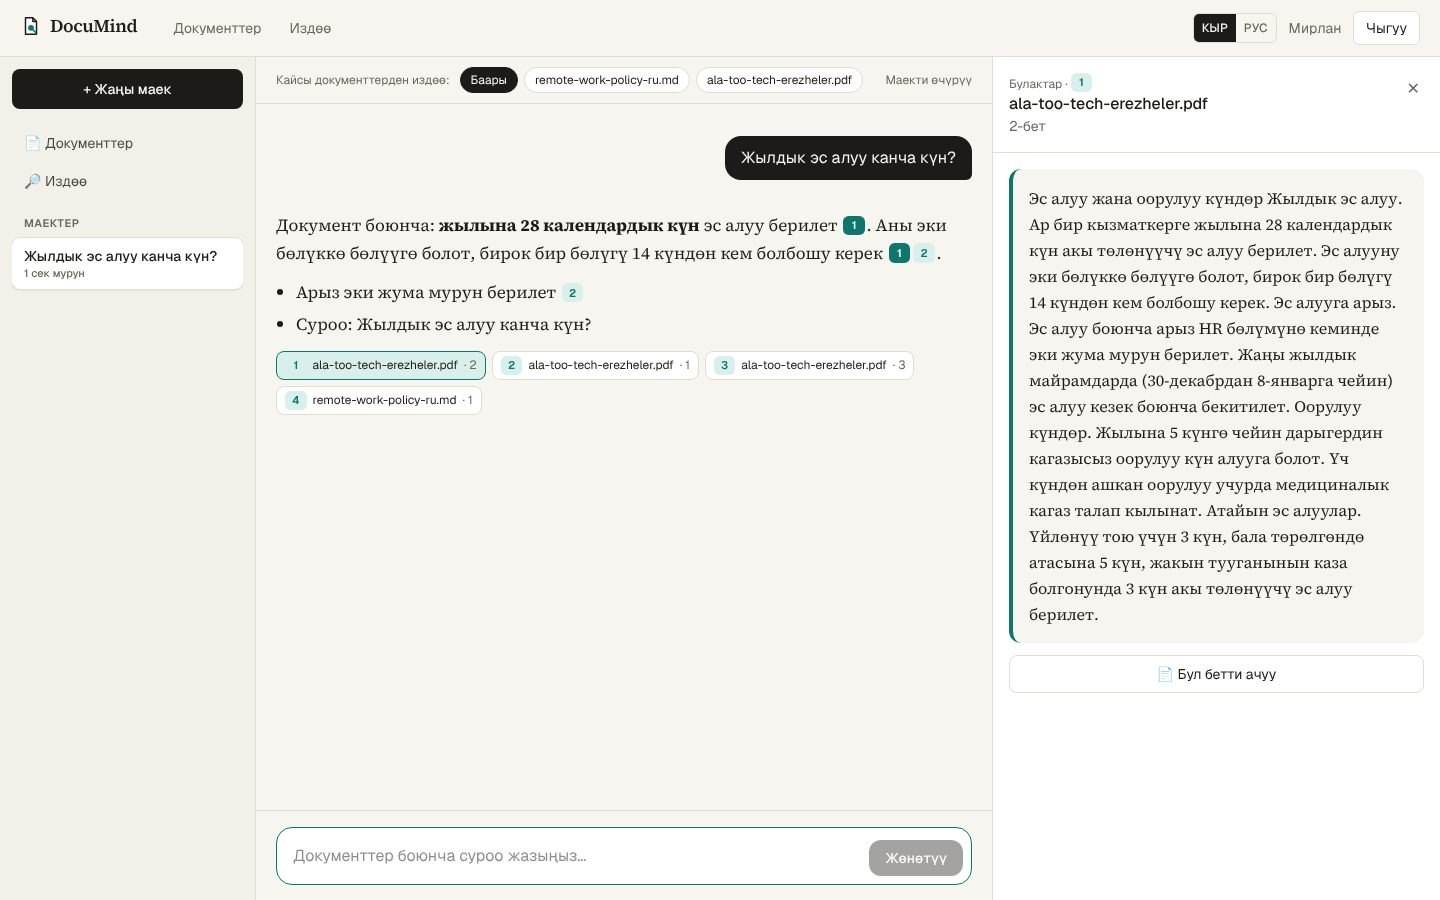 DocuMind
Документтер
Издөө
КЫР
РУС
Мирлан
Чыгуу
+ Жаңы маек
📄 Документтер
🔎 Издөө
МАЕКТЕР
Жылдык эс алуу канча күн?
1 сек мурун
Кайсы документтерден издөө:
Баары
remote-work-policy-ru.md
ala-too-tech-erezheler.pdf
Маекти өчүрүү
Жылдык эс алуу канча күн?
Документ боюнча: жылына 28 календардык күн эс алуу берилет 1. Аны эки
бөлүккө бөлүүгө болот, бирок бир бөлүгү 14 күндөн кем болбошу керек 1 2.
• Арыз эки жума мурун берилет 2
• Суроо: Жылдык эс алуу канча күн?
1 ala-too-tech-erezheler.pdf · 2
2 ala-too-tech-erezheler.pdf · 1
3 ala-too-tech-erezheler.pdf · 3
4 remote-work-policy-ru.md · 1
Документтер боюнча суроо жазыңыз...
Жөнөтүү
Булактар · 1
ala-too-tech-erezheler.pdf
2-бет
×
Эс алуу жана оорулуу күндөр Жылдык эс алуу.
Ар бир кызматкерге жылына 28 календардык
күн акы төлөнүүчү эс алуу берилет. Эс алууну
эки бөлүккө бөлүүгө болот, бирок бир бөлүгү
14 күндөн кем болбошу керек. Эс алууга арыз.
Эс алуу боюнча арыз HR бөлүмүнө кеминде
эки жума мурун берилет. Жаңы жылдык
майрамдарда (30-декабрдан 8-январга чейин)
эс алуу кезек боюнча бекитилет. Оорулуу
күндөр. Жылына 5 күнгө чейин дарыгердин
кагазысыз оорулуу күн алууга болот. Үч
күндөн ашкан оорулуу учурда медициналык
кагаз талап кылынат. Атайын эс алуулар.
Үйлөнүү тою үчүн 3 күн, бала төрөлгөндө
атасына 5 күн, жакын тууганынын каза
болгонунда 3 күн акы төлөнүүчү эс алуу
берилет.
📄 Бул бетти ачуу